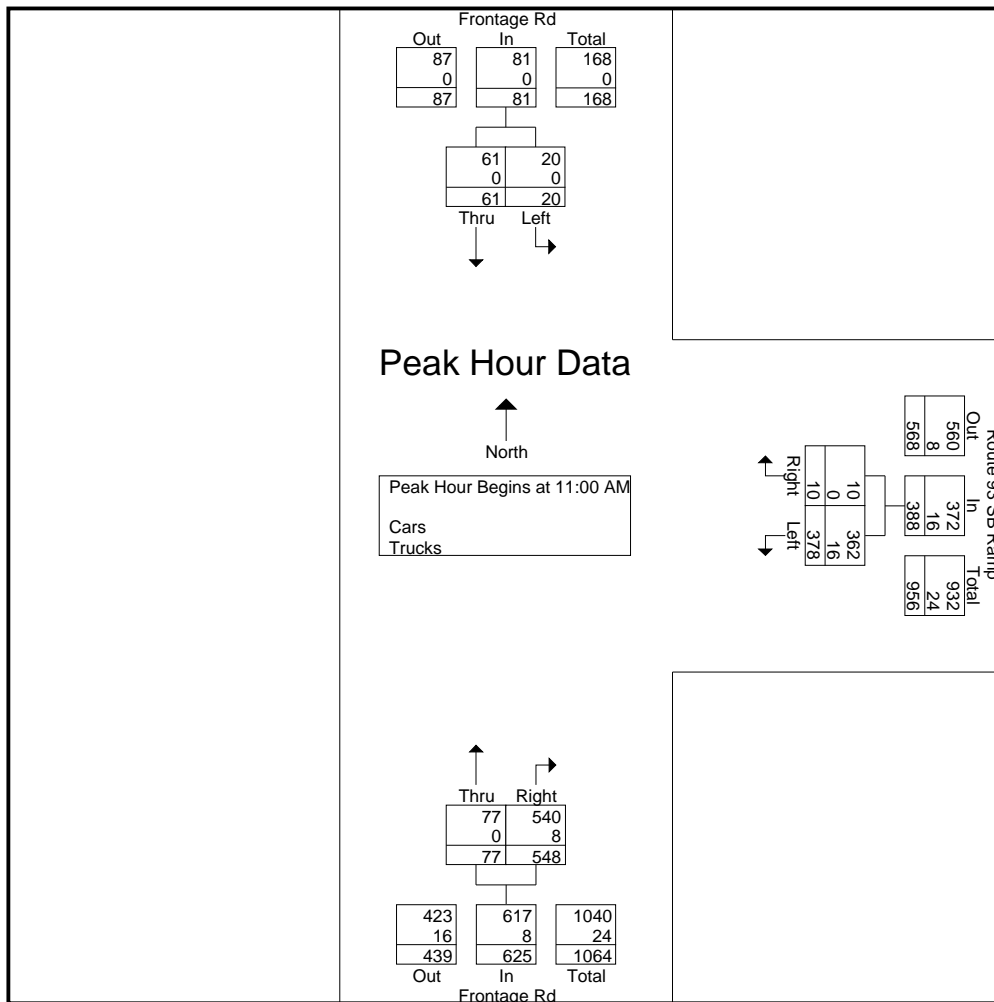 Frontage Rd
Out In Total
87 81 168
0 0 0
87 81 168
61 20
0 0
61 20
Thru Left
Peak Hour Data
North
Peak Hour Begins at 11:00 AM
Cars
Trucks
Route 93 SB Ramp
Out In Total
560 372 932
8 16 24
568 388 956
10 362
0 16
10 378
Right Left
Thru Right
77 540
0 8
77 548
423 617 1040
16 8 24
439 625 1064
Out In Total
Frontage Rd